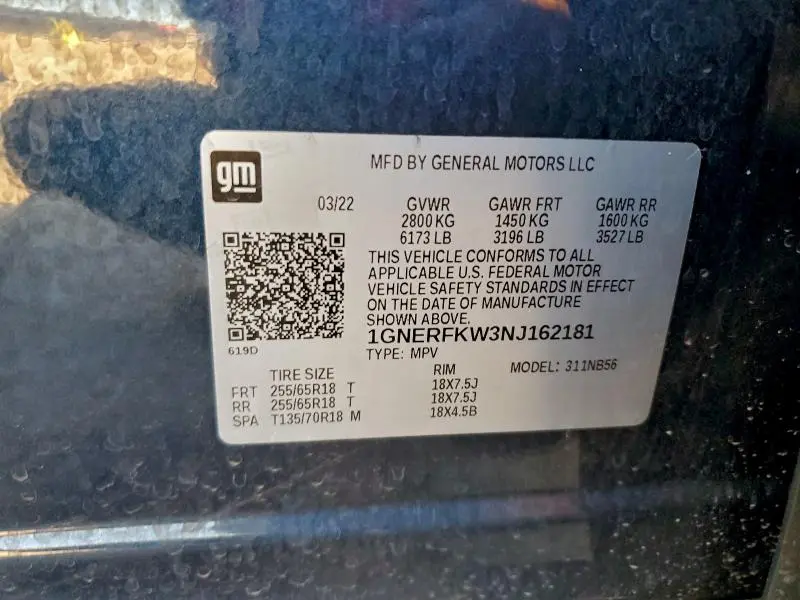 gm
MFD BY GENERAL MOTORS LLC
03/22 GVWR GAWR FRT GAWR RR
2800 KG 1450 KG 1600 KG
6173 LB 3196 LB 3527 LB
THIS VEHICLE CONFORMS TO ALL
APPLICABLE U.S. FEDERAL MOTOR
VEHICLE SAFETY STANDARDS IN EFFECT
ON THE DATE OF MANUFACTURE
SHOWN ABOVE.
1GNERFKW3NJ162181
619D
TYPE: MPV MODEL: 311NB56
TIRE SIZE RIM
FRT 255/65R18 T 18X7.5J
RR 255/65R18 T 18X7.5J
SPA T135/70R18 M 18X4.5B